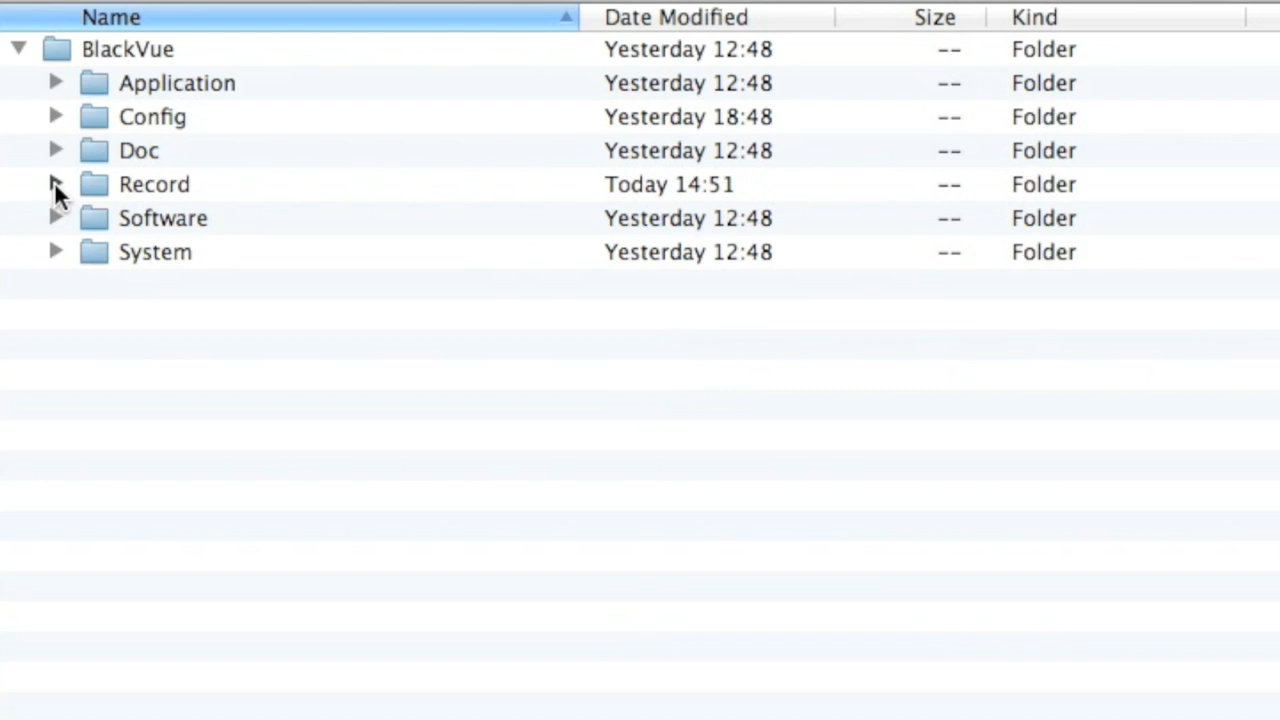 Name Date Modified Size Kind
BlackVue Yesterday 12:48 -- Folder
Application Yesterday 12:48 -- Folder
Config Yesterday 18:48 -- Folder
Doc Yesterday 12:48 -- Folder
Record Today 14:51 -- Folder
Software Yesterday 12:48 -- Folder
System Yesterday 12:48 -- Folder